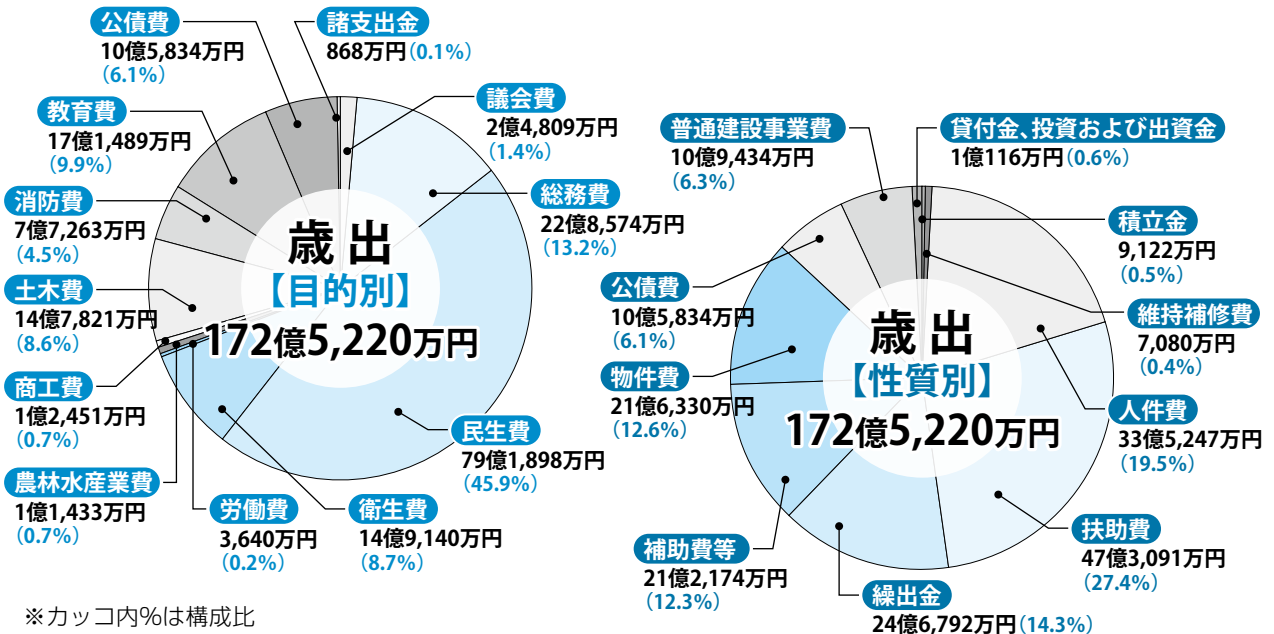 公債費
10億5,834万円
(6.1%)
諸支出金
868万円(0.1%)
議会費
2億4,809万円
(1.4%)
教育費
17億1,489万円
(9.9%)
総務費
22億8,574万円
(13.2%)
消防費
7億7,263万円
(4.5%)
土木費
14億7,821万円
(8.6%)
歳出
【目的別】
172億5,220万円
商工費
1億2,451万円
(0.7%)
民生費
79億1,898万円
(45.9%)
農林水産業費
1億1,433万円
(0.7%)
労働費
3,640万円
(0.2%)
衛生費
14億9,140万円
(8.7%)
※カッコ内%は構成比
普通建設事業費
10億9,434万円
(6.3%)
貸付金、投資および出資金
1億116万円(0.6%)
積立金
9,122万円
(0.5%)
公債費
10億5,834万円
(6.1%)
維持補修費
7,080万円
(0.4%)
歳出
【性質別】
172億5,220万円
物件費
21億6,330万円
(12.6%)
人件費
33億5,247万円
(19.5%)
扶助費
47億3,091万円
(27.4%)
補助費等
21億2,174万円
(12.3%)
繰出金
24億6,792万円(14.3%)